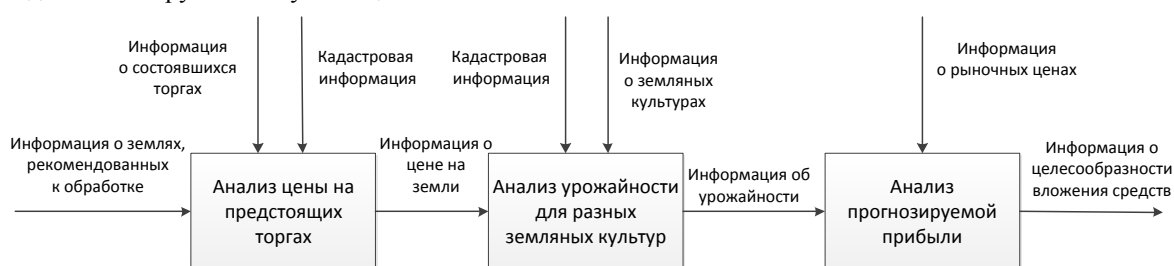 Информация
о состоявшихся
торгах
Кадастровая
информация
Кадастровая
информация
Информация
о земляных
культурах
Информация
о рыночных ценах
Информация о землях,
рекомендованных
к обработке
Анализ цены на
предстоящих
торгах
Информация о
цене на
земли
Анализ урожайности
для разных
земляных культур
Информация об
урожайности
Анализ
прогнозируемой
прибыли
Информация о
целесообразности
вложения средств